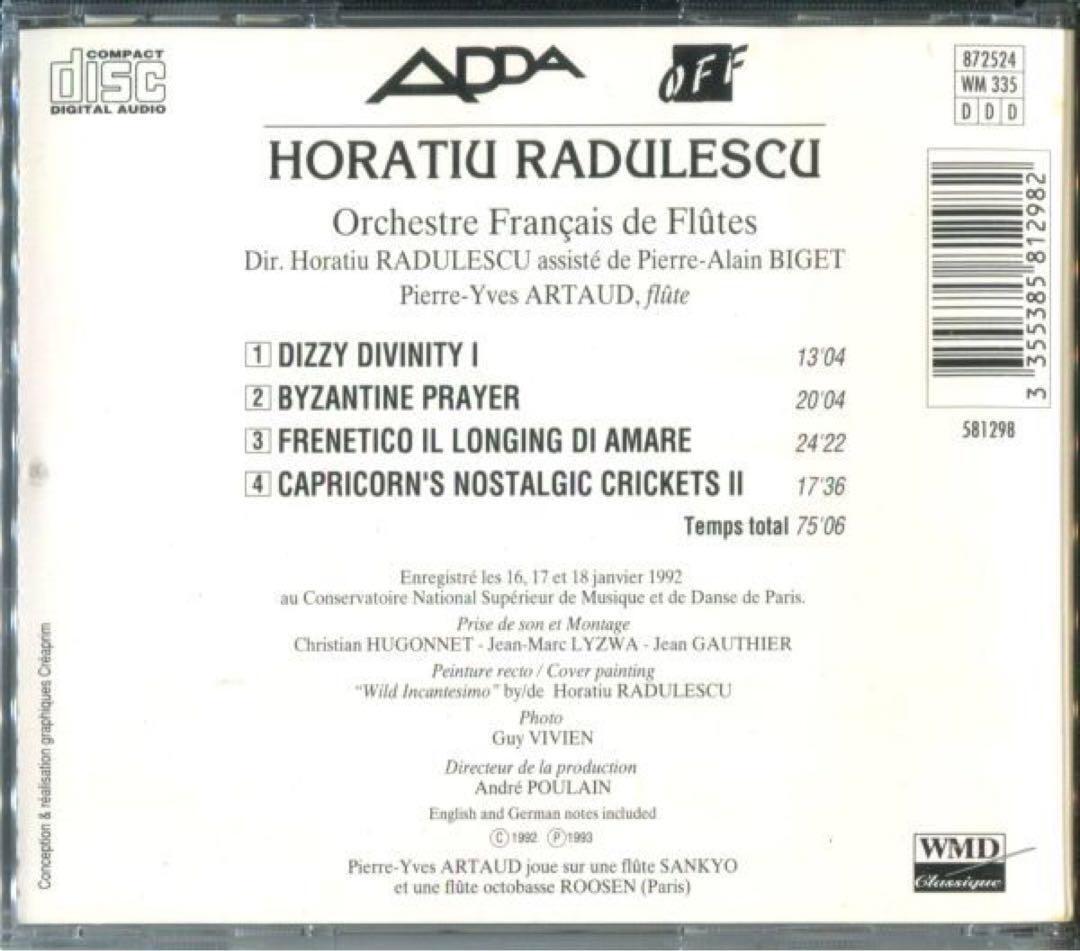 COMPACT
disc
DIGITAL AUDIO
ADDA
OFF
872524
WM 335
D D D
HORATIU RADULESCU
Orchestre Français de Flûtes
Dir. Horatiu RADULESCU assisté de Pierre-Alain BIGET
Pierre-Yves ARTAUD, flûte
1 DIZZY DIVINITY I 13'04
2 BYZANTINE PRAYER 20'04
3 FRENETICO IL LONGING DI AMARE 24'22
4 CAPRICORN'S NOSTALGIC CRICKETS II 17'36
Temps total 75'06
3 355385 812982
581298
Enregistré les 16, 17 et 18 janvier 1992
au Conservatoire National Supérieur de Musique et de Danse de Paris.
Prise de son et Montage
Christian HUGONNET - Jean-Marc LYZWA - Jean GAUTHIER
Peinture recto / Cover painting
“Wild Incantesimo” by/de Horatiu RADULESCU
Photo
Guy VIVIEN
Directeur de la production
André POULAIN
English and German notes included
Ⓒ 1992 Ⓟ 1993
Pierre-Yves ARTAUD joue sur une flûte SANKYO
et une flûte octobasse ROOSEN (Paris)
Conception & réalisation graphiques Créaprim
WMD
Classique